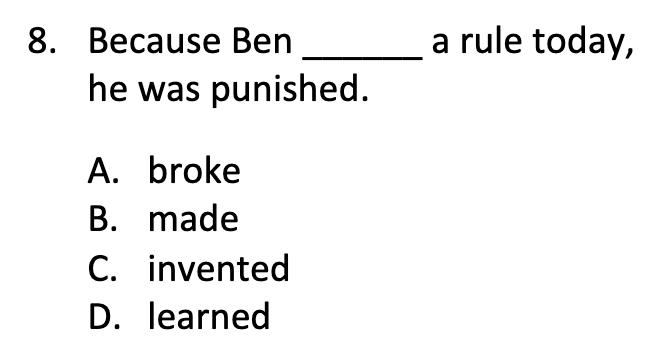 8. Because Ben ______ a rule today,
he was punished.
A. broke
B. made
C. invented
D. learned